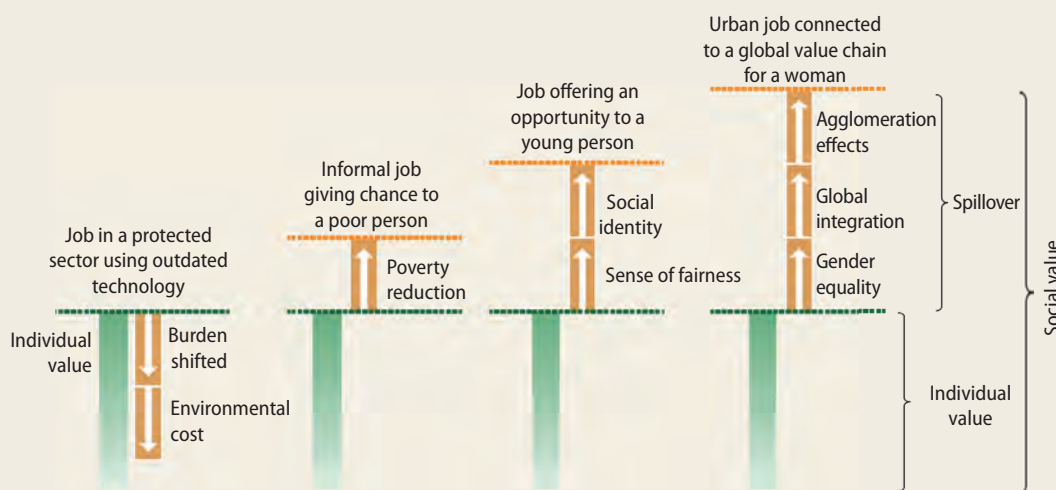 Job in a protected
sector using outdated
technology
Individual
value
Burden
shifted
Environmental
cost
Informal job
giving chance to
a poor person
Poverty
reduction
Job offering an
opportunity to a
young person
Social
identity
Sense of fairness
Urban job connected
to a global value chain
for a woman
Agglomeration
effects
Global
integration
Gender
equality
Spillover
Individual
value
Social value